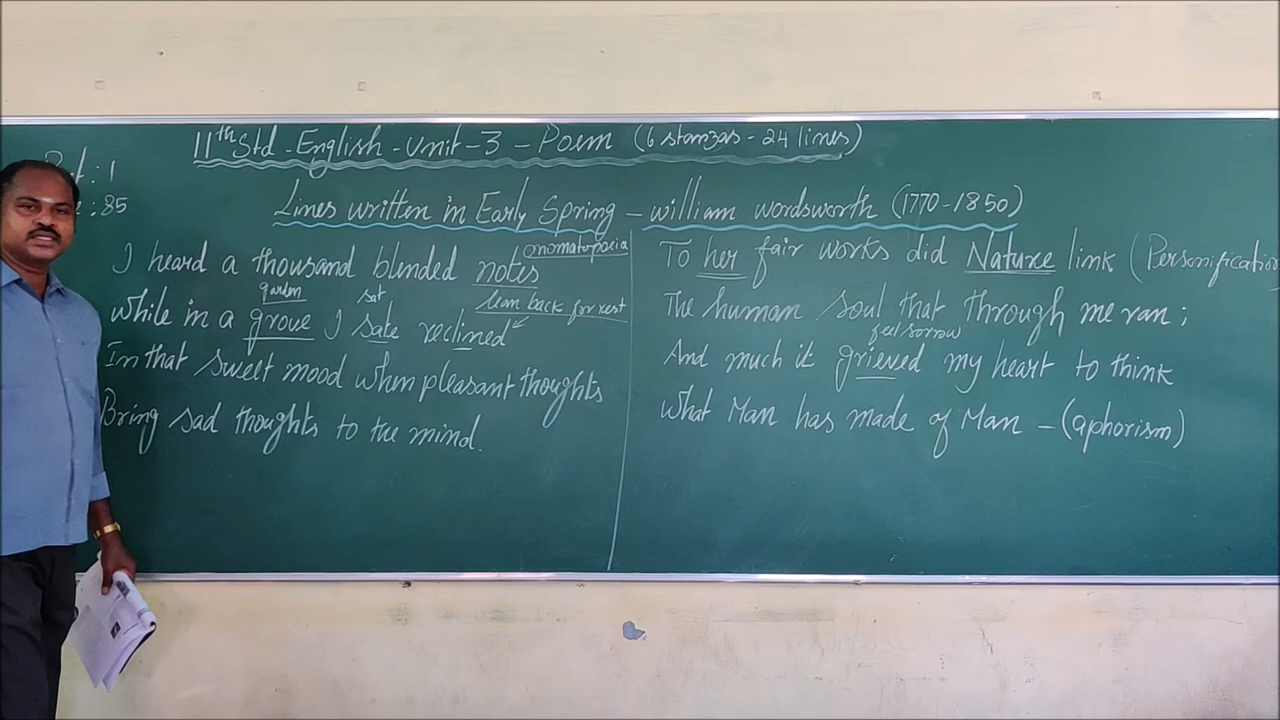 11th Std - English - Unit - 3 - Poem (6 stanzas - 24 lines)
: 1
: 85
Lines written in Early Spring - William Wordsworth (1770 - 1850)
onomatopoeia
I heard a thousand blended notes
garden sat lean back for rest
While in a grove I sate reclined
In that sweet mood when pleasant thoughts
Bring sad thoughts to the mind.
To her fair works did Nature link (Personification
The human soul that through me ran;
feel sorrow
And much it grieved my heart to think
What Man has made of Man - (aphorism)